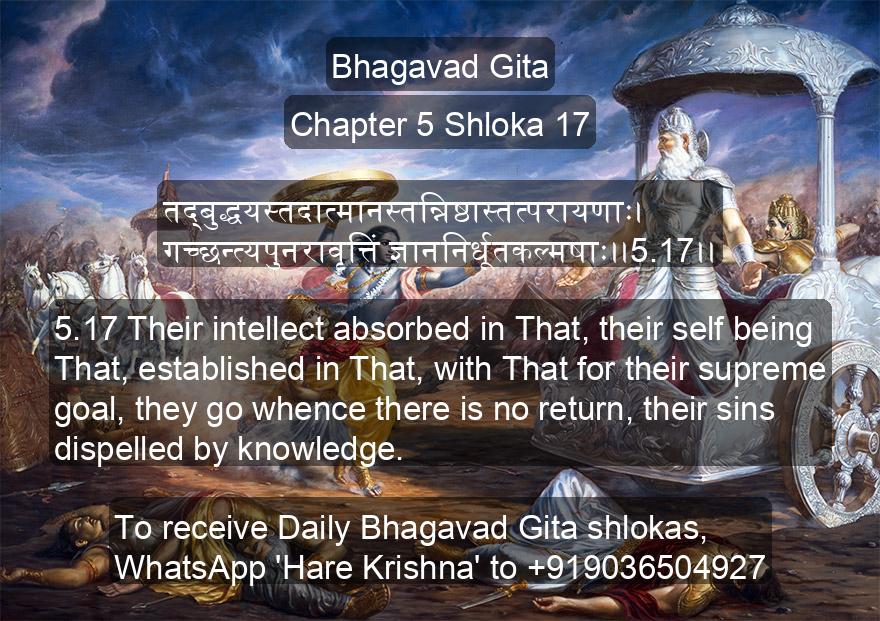 Bhagavad Gita
Chapter 5 Shloka 17
तद्बुद्धयस्तदात्मानस्तन्निष्ठास्तत्परायणाः।
गच्छन्त्यपुनरावृत्तिं ज्ञाननिर्धूतकल्मषाः।।5.17।।
5.17 Their intellect absorbed in That, their self being
That, established in That, with That for their supreme
goal, they go whence there is no return, their sins
dispelled by knowledge.
To receive Daily Bhagavad Gita shlokas,
WhatsApp 'Hare Krishna' to +919036504927